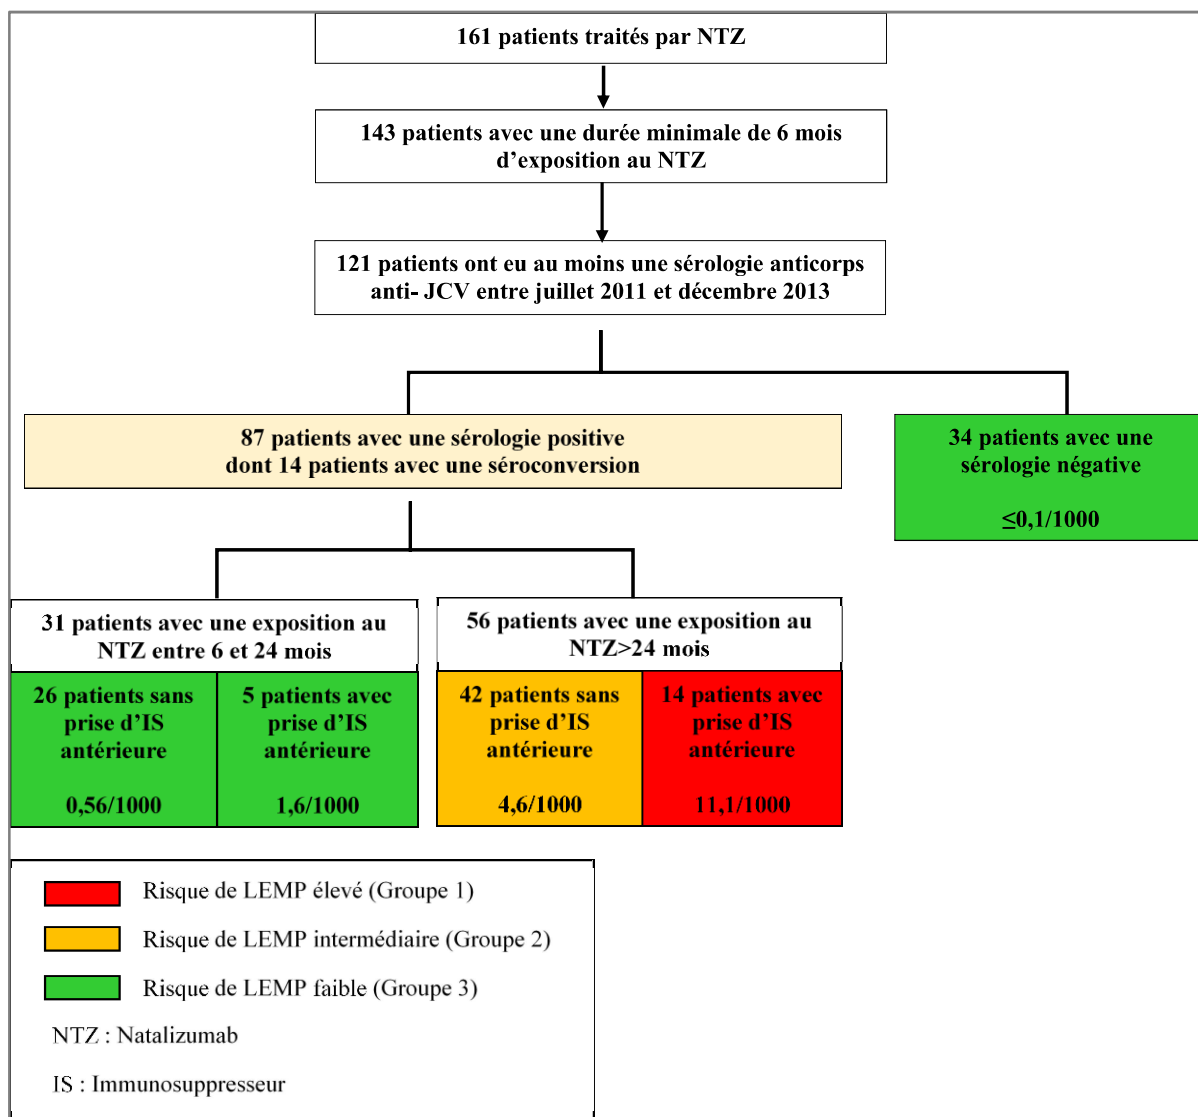 161 patients traités par NTZ
143 patients avec une durée minimale de 6 mois
d’exposition au NTZ
121 patients ont eu au moins une sérologie anticorps
anti- JCV entre juillet 2011 et décembre 2013
87 patients avec une sérologie positive
dont 14 patients avec une séroconversion
34 patients avec une
sérologie négative
≤0,1/1000
31 patients avec une exposition au
NTZ entre 6 et 24 mois
56 patients avec une exposition au
NTZ>24 mois
26 patients sans
prise d’IS
antérieure
0,56/1000
5 patients avec
prise d’IS
antérieure
1,6/1000
42 patients sans
prise d’IS
antérieure
4,6/1000
14 patients avec
prise d’IS
antérieure
11,1/1000
Risque de LEMP élevé (Groupe 1)
Risque de LEMP intermédiaire (Groupe 2)
Risque de LEMP faible (Groupe 3)
NTZ : Natalizumab
IS : Immunosuppresseur